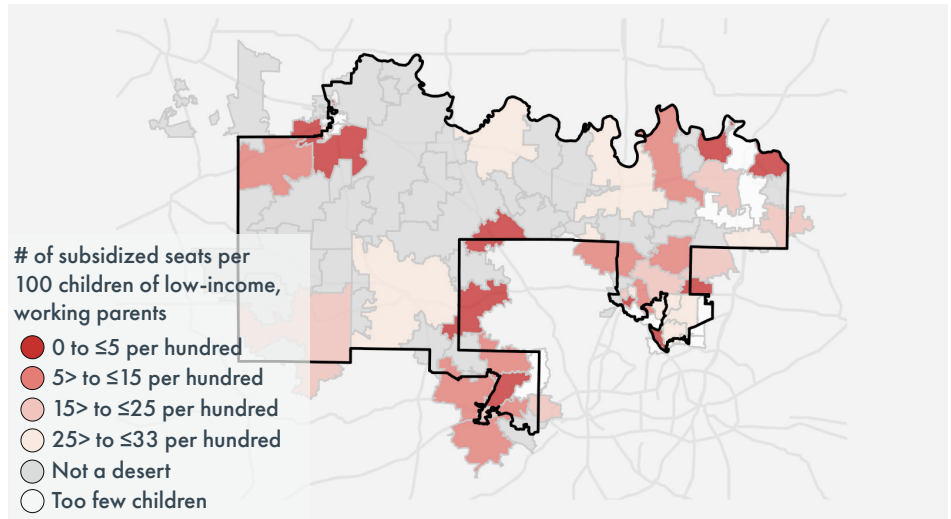 # of subsidized seats per
100 children of low-income,
working parents
0 to ≤5 per hundred
5> to ≤15 per hundred
15> to ≤25 per hundred
25> to ≤33 per hundred
Not a desert
Too few children